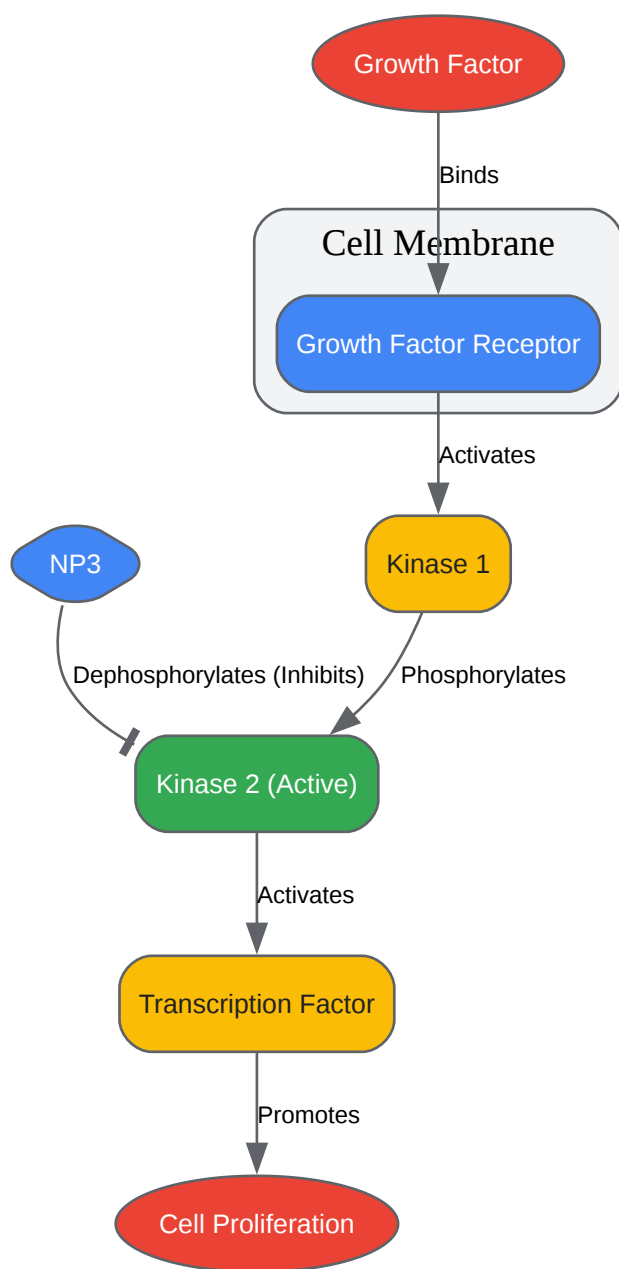 Growth Factor
Binds
Cell Membrane
Growth Factor Receptor
Activates
NP3
Kinase 1
Dephosphorylates (Inhibits)
Phosphorylates
Kinase 2 (Active)
Activates
Transcription Factor
Promotes
Cell Proliferation